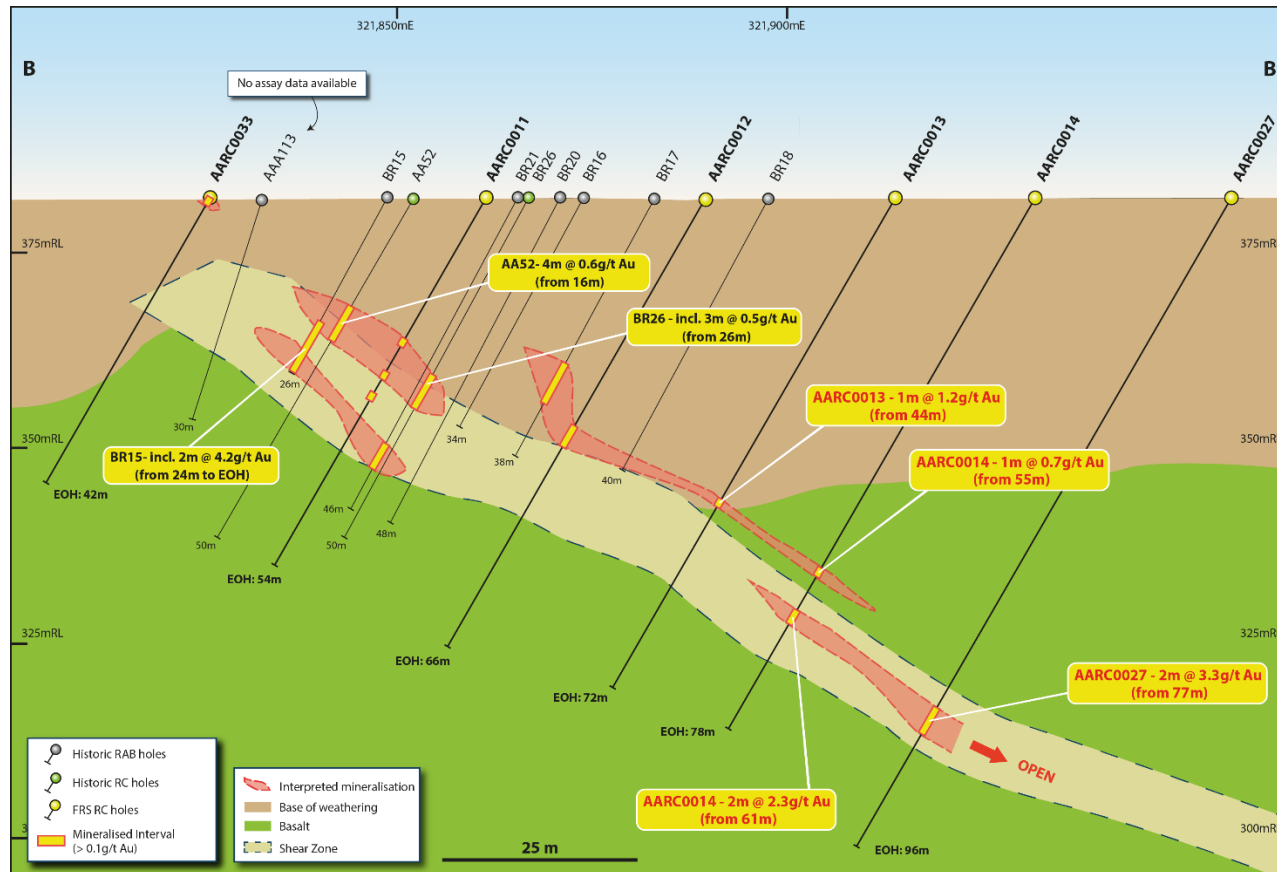 321,850mE
321,900mE
B
B
No assay data available
AARC0033
AAA113
BR15
AA52
AARC0011
BR21
BR26
BR20
BR16
BR17
AARC0012
BR18
AARC0013
AARC0014
AARC0027
375mRL
375mR
AA52- 4m @ 0.6g/t Au
(from 16m)
BR26 - incl. 3m @ 0.5g/t Au
(from 26m)
26m
30m
34m
38m
40m
350mRL
350mR
AARC0013 - 1m @ 1.2g/t Au
(from 44m)
AARC0014 - 1m @ 0.7g/t Au
(from 55m)
BR15- incl. 2m @ 4.2g/t Au
(from 24m to EOH)
EOH: 42m
46m
48m
50m
50m
EOH: 54m
325mRL
325mR
EOH: 66m
EOH: 72m
EOH: 78m
AARC0027 - 2m @ 3.3g/t Au
(from 77m)
OPEN
AARC0014 - 2m @ 2.3g/t Au
(from 61m)
300mR
EOH: 96m
Historic RAB holes
Historic RC holes
FRS RC holes
Mineralised Interval
(> 0.1g/t Au)
Interpreted mineralisation
Base of weathering
Basalt
Shear Zone
25 m